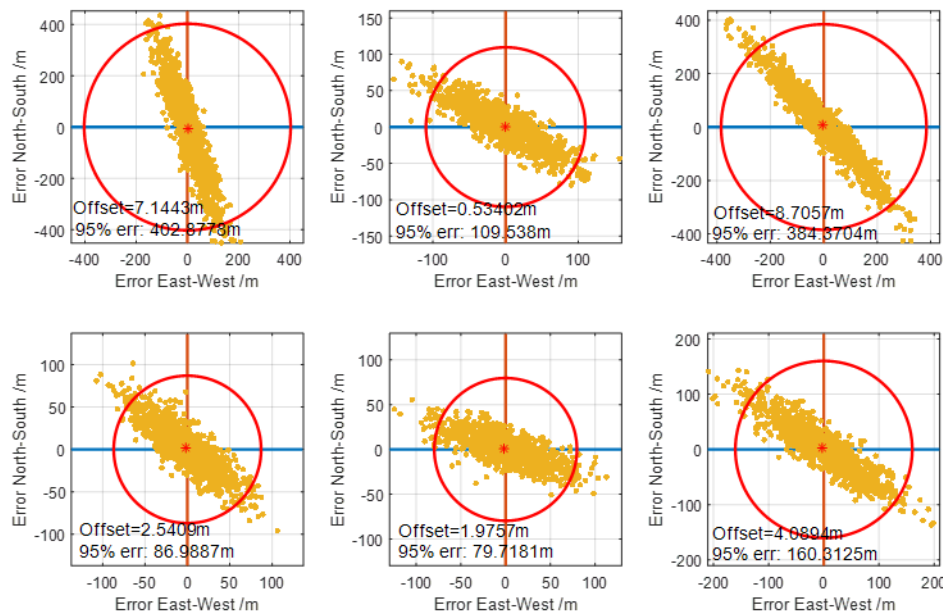 400
200
0
-200
-400
Error North-South /m
Offset=7.1443m
95% err: 402.8778m
-400 -200 0 200 400
Error East-West /m
150
100
50
0
-50
-100
-150
Error North-South /m
Offset=0.53402m
95% err: 109.538m
-100 0 100
Error East-West /m
400
200
0
-200
-400
Error North-South /m
Offset=8.7057m
95% err: 384.3704m
-400 -200 0 200 400
Error East-West /m
100
50
0
-50
-100
Error North-South /m
Offset=2.5409m
95% err: 86.9887m
-100 -50 0 50 100
Error East-West /m
100
50
0
-50
-100
Error North-South /m
Offset=1.9757m
95% err: 79.7181m
-100 -50 0 50 100
Error East-West /m
200
100
0
-100
-200
Error North-South /m
Offset=4.0894m
95% err: 160.3125m
-200 -100 0 100 200
Error East-West /m